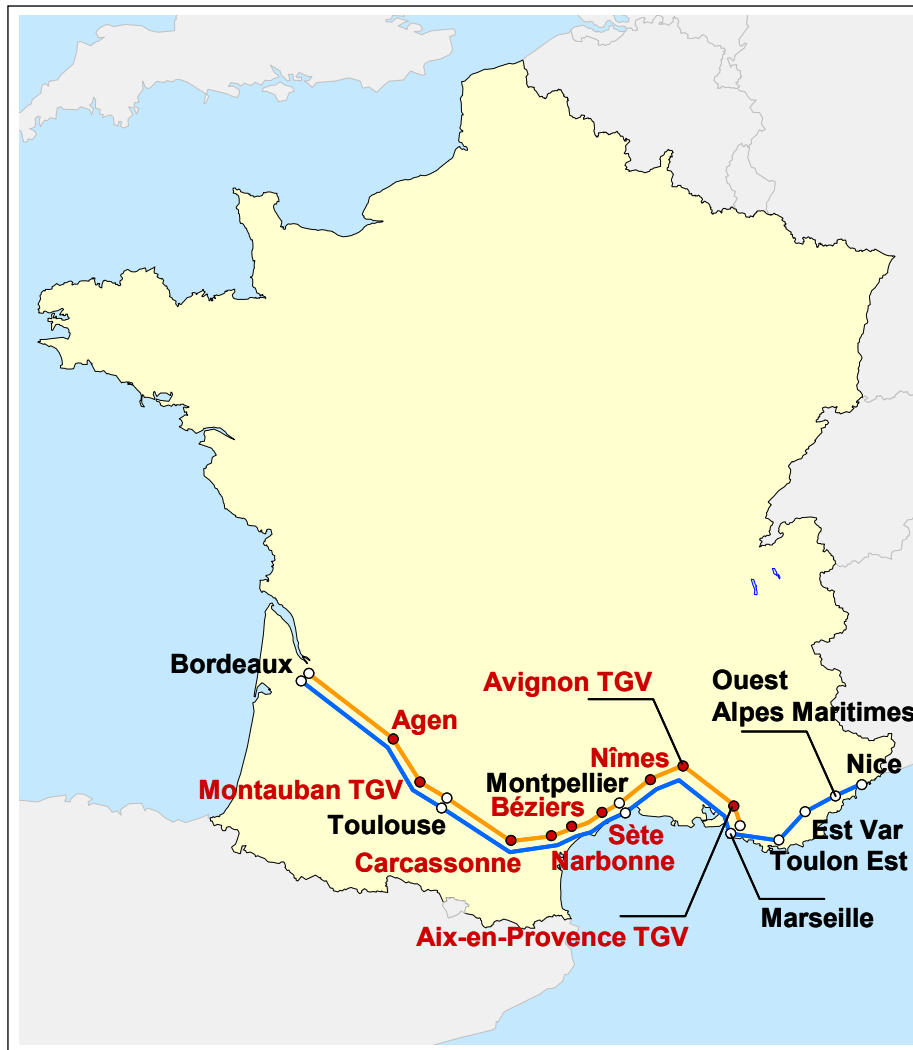 Bordeaux
Agen
Montauban TGV
Toulouse
Carcassonne
Narbonne
Béziers
Sète
Montpellier
Nîmes
Avignon TGV
Aix-en-Provence TGV
Marseille
Toulon Est
Est Var
Ouest
Alpes Maritimes
Nice